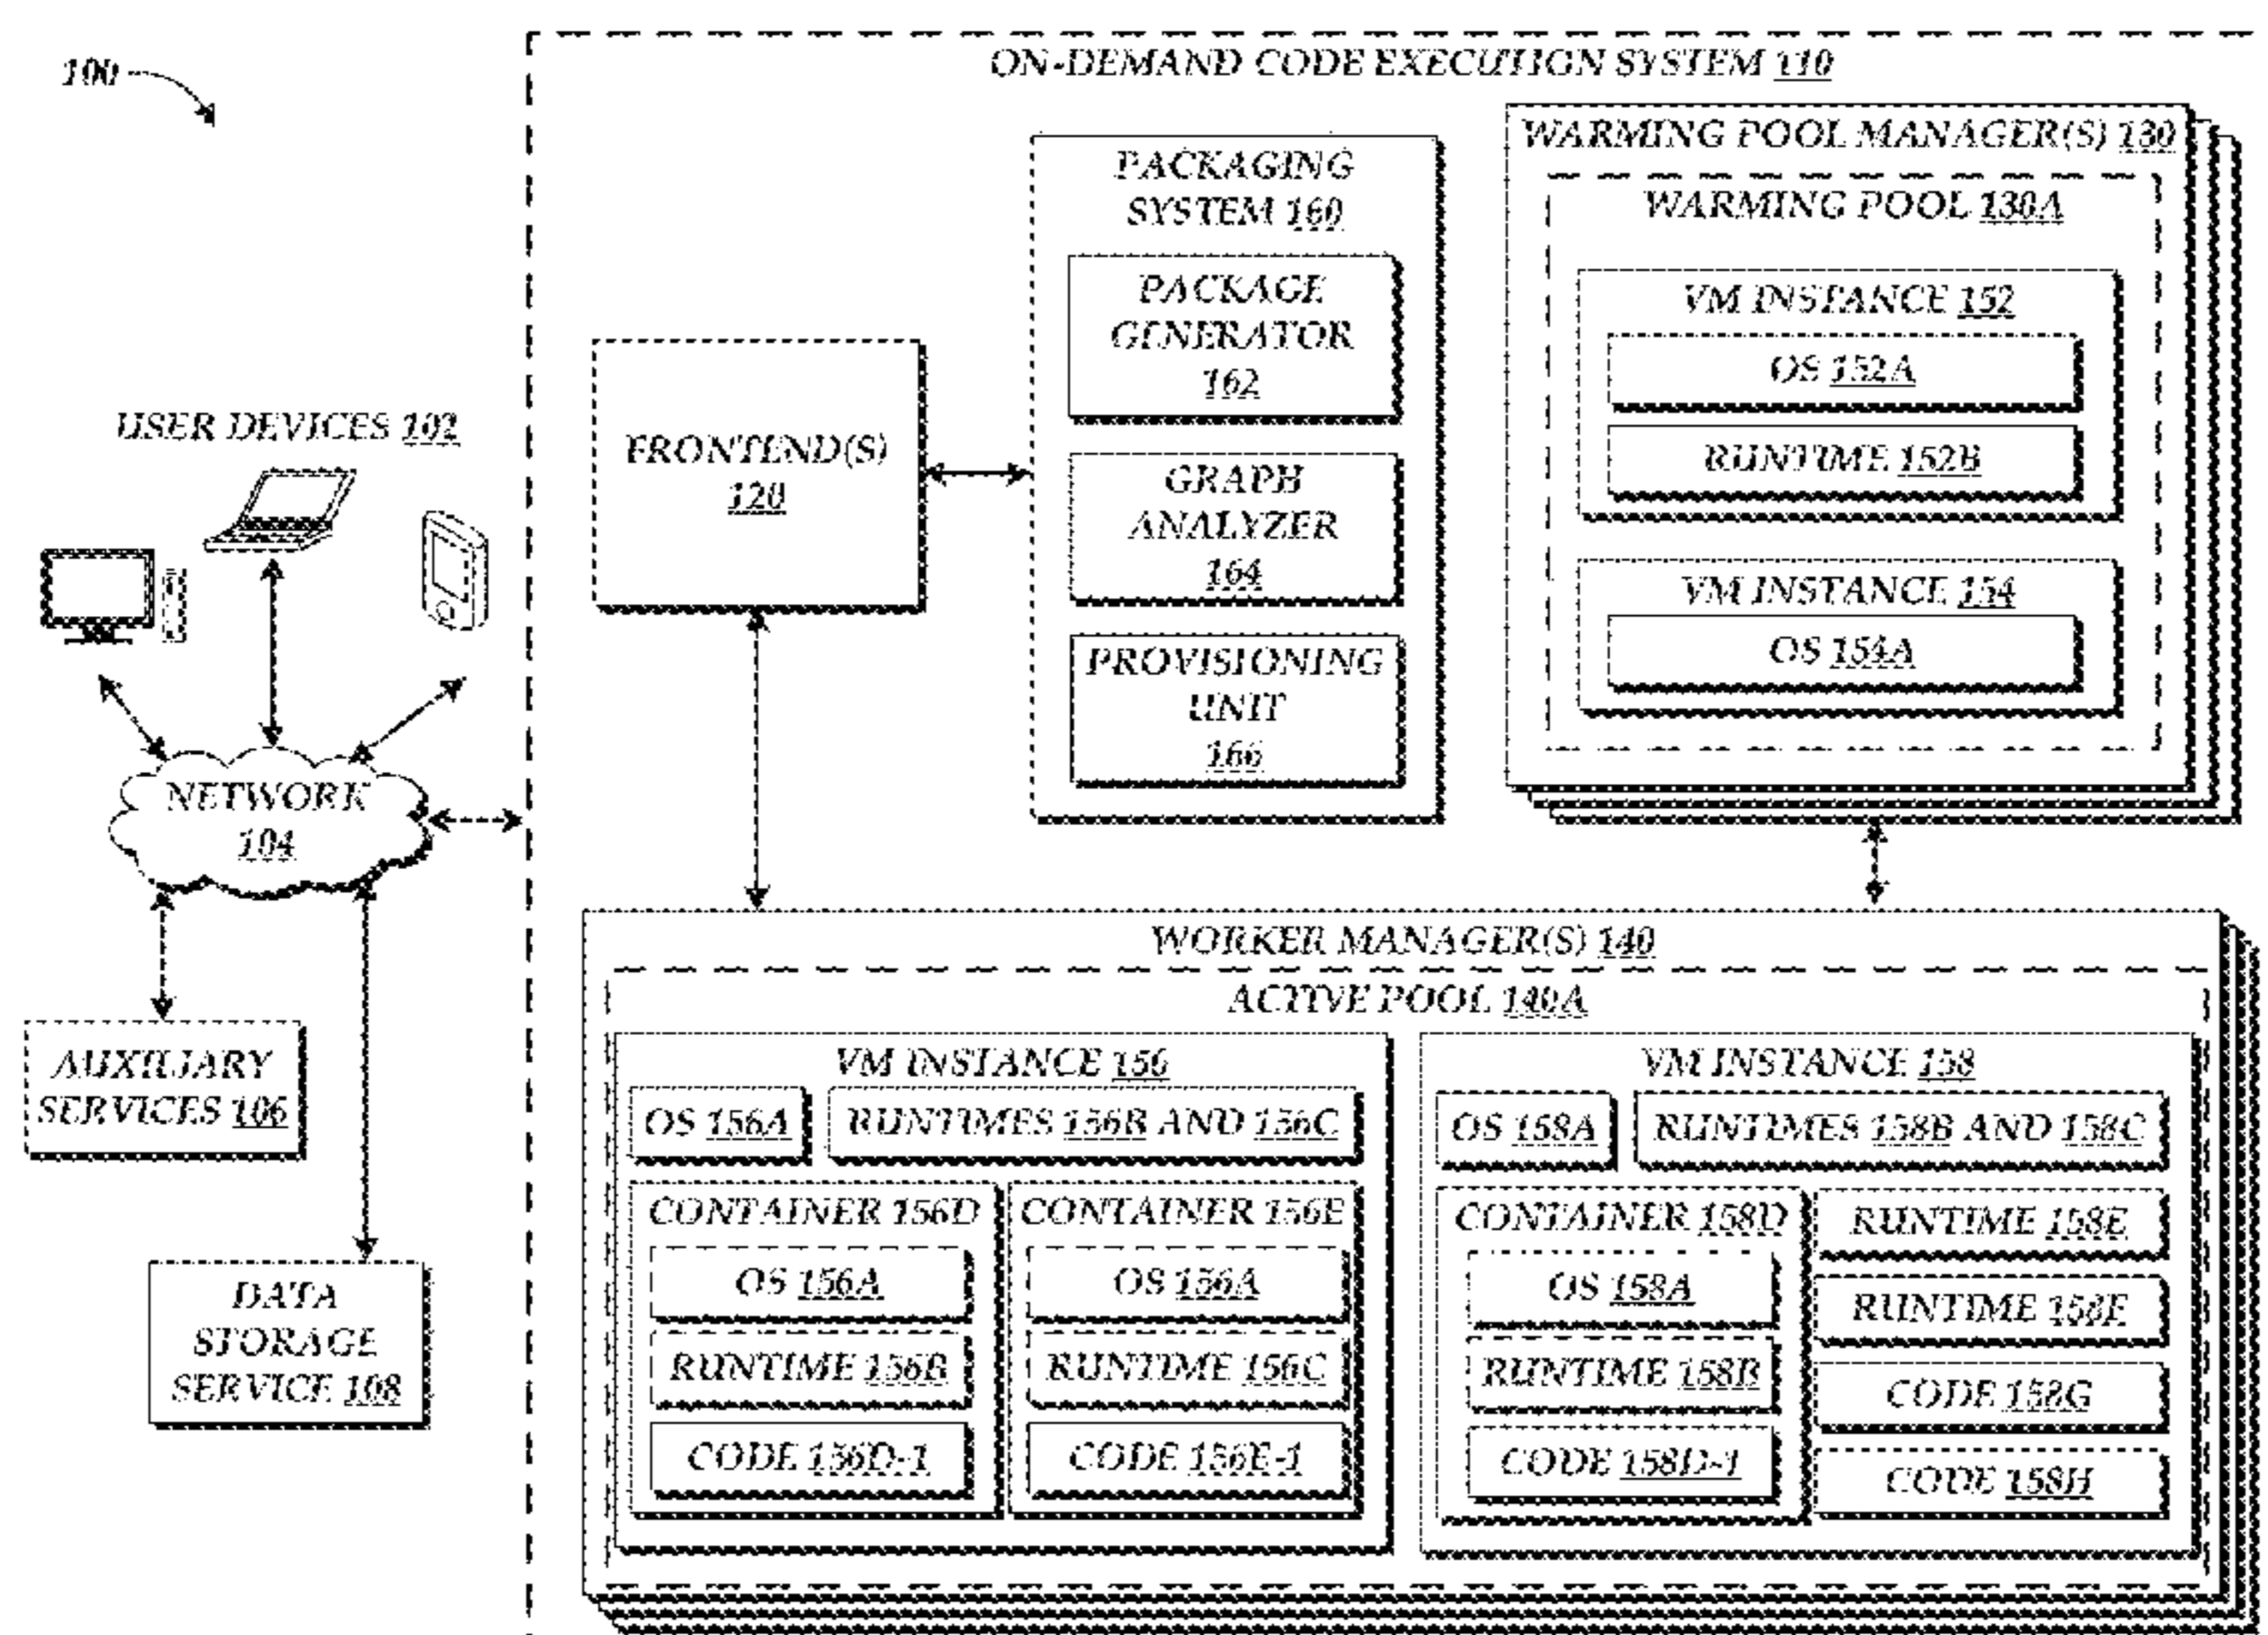 100
ON-DEMAND CODE EXECUTION SYSTEM 110
USER DEVICES 102
NETWORK
104
AUXILIARY
SERVICES 106
DATA
STORAGE
SERVICE 108
FRONTEND(S)
120
PACKAGING
SYSTEM 160
PACKAGE
GENERATOR
162
GRAPH
ANALYZER
164
PROVISIONING
UNIT
166
WARMING POOL MANAGER(S) 130
WARMING POOL 130A
VM INSTANCE 152
OS 152A
RUNTIME 152B
VM INSTANCE 154
OS 154A
WORKER MANAGER(S) 140
ACTIVE POOL 140A
VM INSTANCE 156
OS 156A
RUNTIMES 156B AND 156C
CONTAINER 156D
OS 156A
RUNTIME 156B
CODE 156D-1
CONTAINER 156E
OS 156A
RUNTIME 156C
CODE 156E-1
VM INSTANCE 158
OS 158A
RUNTIMES 158B AND 158C
CONTAINER 158D
OS 158A
RUNTIME 158B
CODE 158D-1
RUNTIME 158E
RUNTIME 158F
CODE 158G
CODE 158H